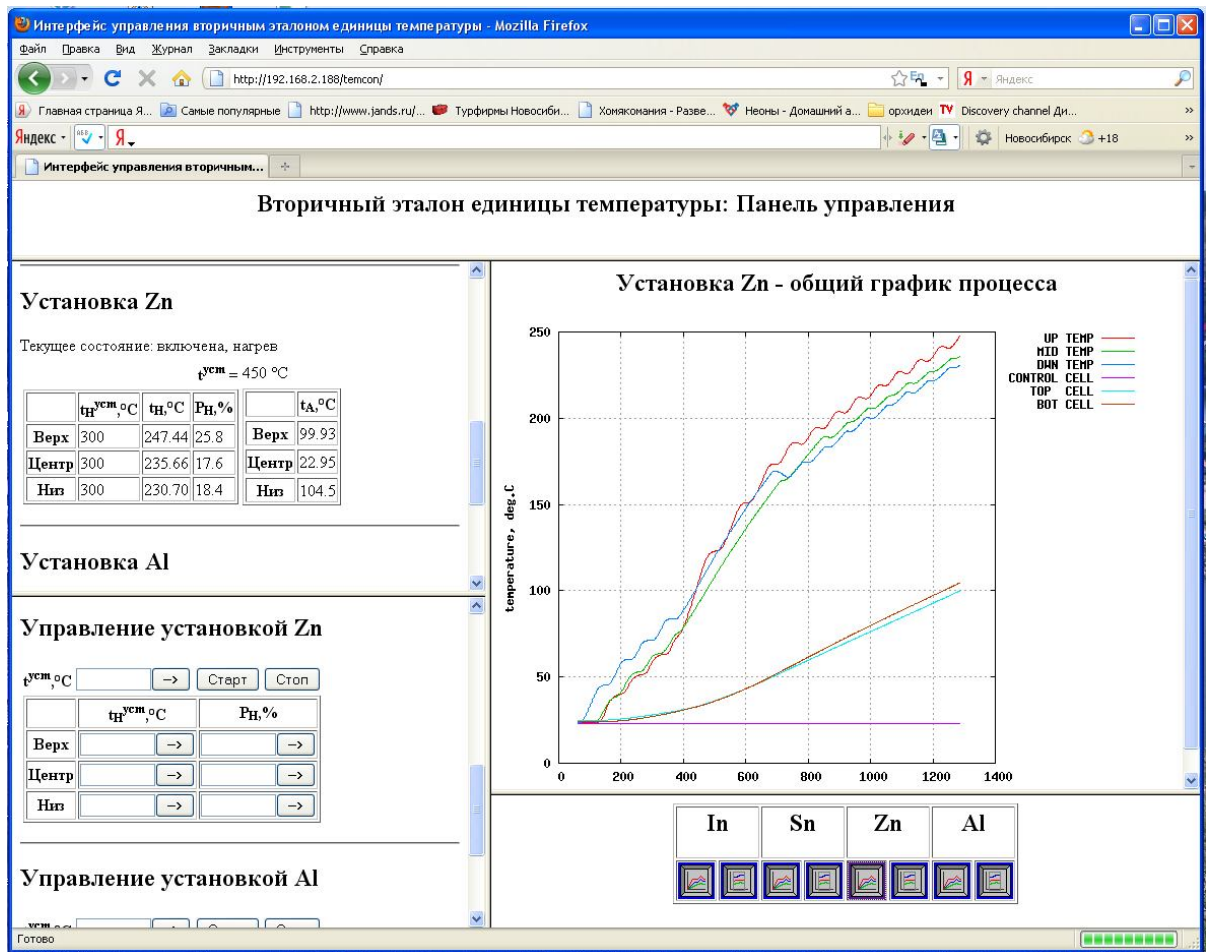 Интерфейс управления вторичным эталоном единицы температуры - Mozilla Firefox
Файл Правка Вид Журнал Закладки Инструменты Справка
http://192.168.2.188/temcon/
Я Яндекс
Я Главная страница Я... Самые популярные http://www.jands.ru/... Турфирмы Новосиби... Хомякомания - Разве... Неоны - Домашний а... орхидеи TV Discovery channel Ди... »
Яндекс Я Новосибирск +18 »
Интерфейс управления вторичным...
Вторичный эталон единицы температуры: Панель управления
Установка Zn
Текущее состояние: включена, нагрев
tуст = 450 °C
tHуст,°C tH,°C PH,%
Верх 300 247.44 25.8
Центр 300 235.66 17.6
Низ 300 230.70 18.4
tA,°C
Верх 99.93
Центр 22.95
Низ 104.5
Установка Al
Управление установкой Zn
tуст,°C –> Старт Стоп
tHуст,°C PH,%
Верх –> –>
Центр –> –>
Низ –> –>
Управление установкой Al
Установка Zn - общий график процесса
UP TEMP
MID TEMP
DWN TEMP
CONTROL CELL
TOP CELL
BOT CELL
temperature, deg.C
250
200
150
100
50
0
0 200 400 600 800 1000 1200 1400
In Sn Zn Al
Готово